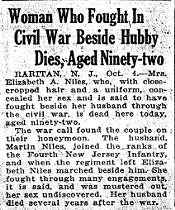 Woman Who Fought In
Civil War Beside Hubby
Dies, Aged Ninety-two
RARITAN, N. J., Oct. 4.—Mrs.
Elizabeth A. Niles, who, with close-
cropped hair and a uniform, con-
cealed her sex and is said to have
fought beside her husband through
the civil war, is dead here today,
aged ninety-two.
The war call found the couple
on their honeymoon. The husband,
Martin Niles, joined the ranks of
the Fourth New Jersey Infantry,
and when the regiment left Eliza-
beth Niles marched beside him. She
fought through many engagements,
it is said, and was mustered out,
her sex undiscovered. Her husband
died several years after the war.